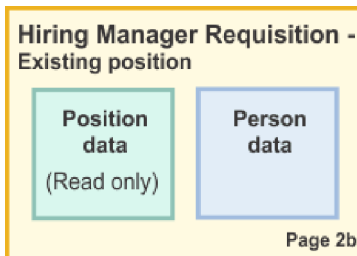 Hiring Manager Requisition -
Existing position
Position
data
(Read only)
Person
data
Page 2b